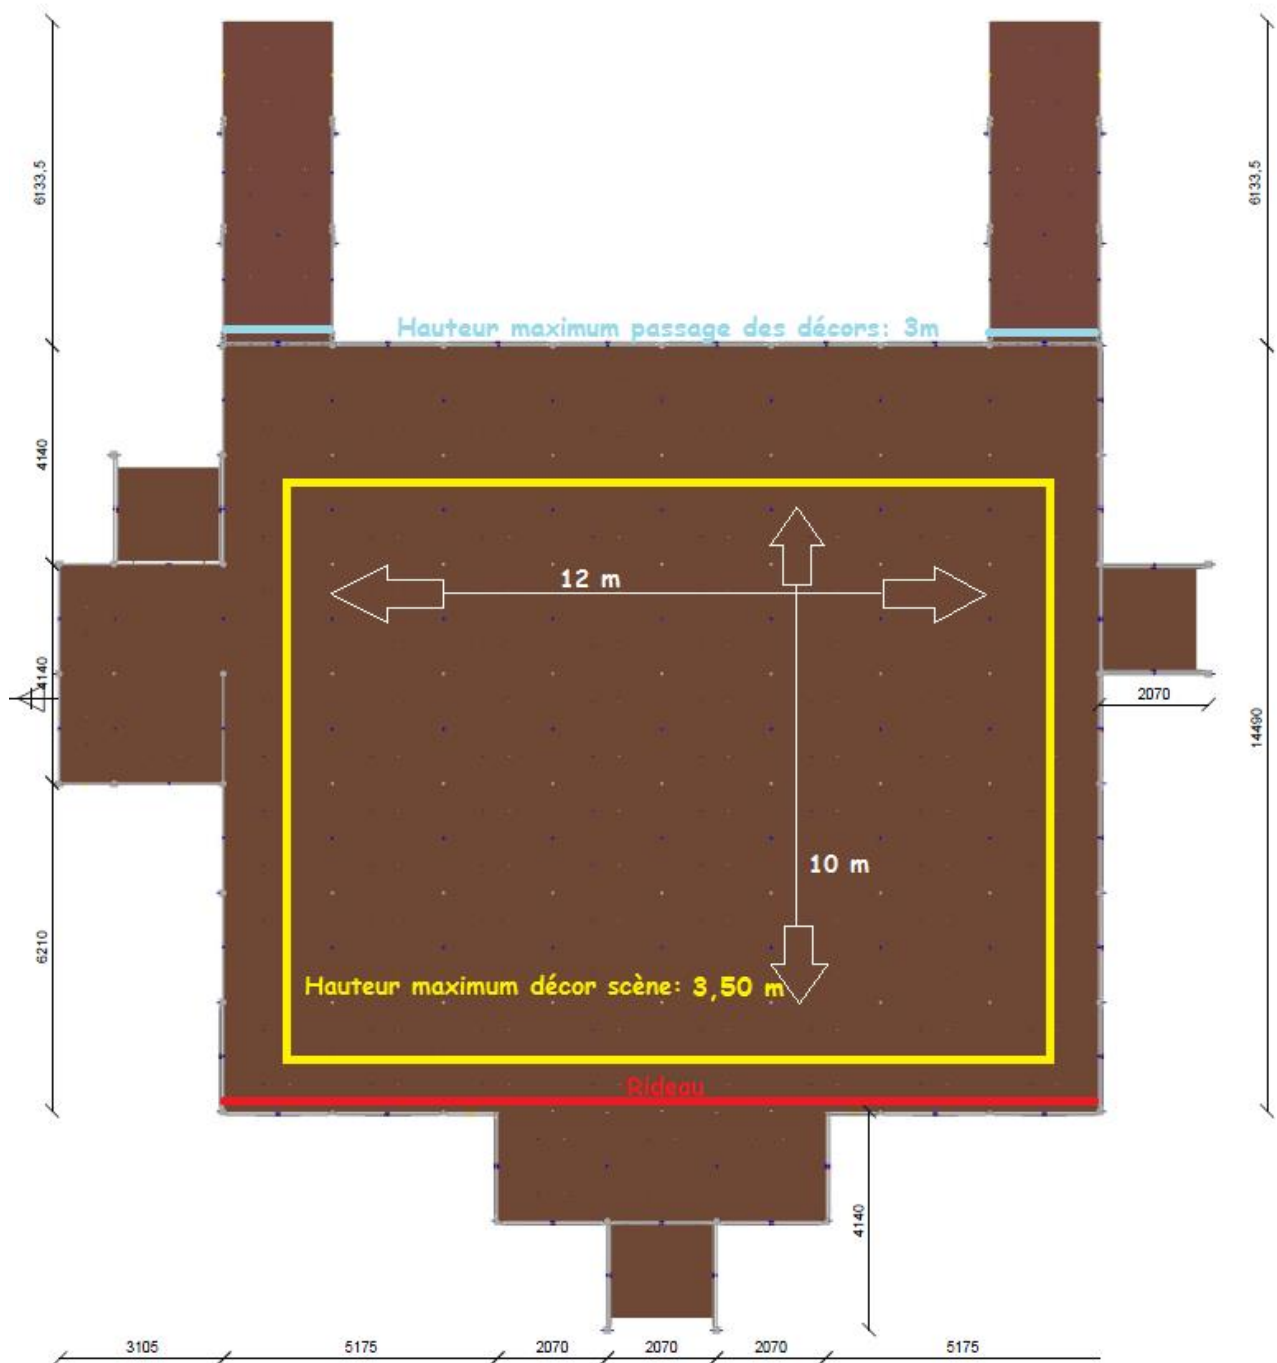 6133,5
6133,5
Hauteur maximum passage des décors: 3m
4140
12 m
4140
2070
14490
10 m
6210
Hauteur maximum décor scène: 3,50 m
Rideau
4140
3105
5175
2070
2070
2070
5175